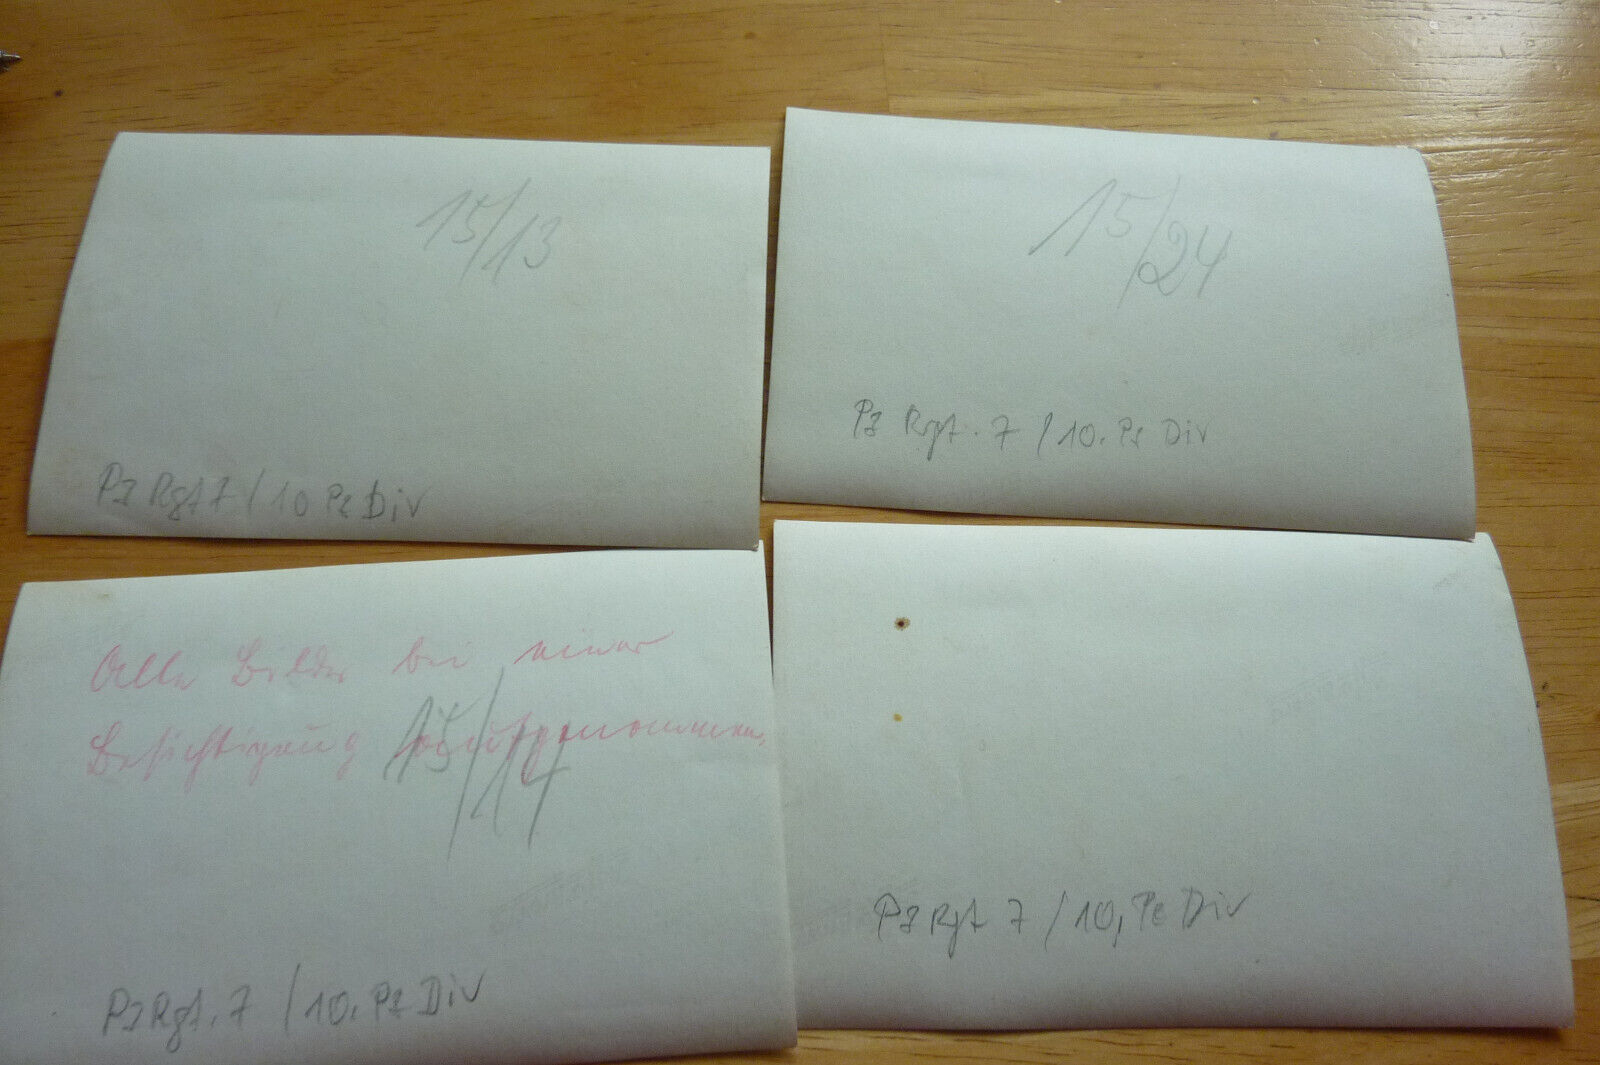 15/13
Pz Rgt 7 / 10 Pz Div
15/24
Pz Rgt. 7 / 10. Pz Div
Alle Bilder bei einer
Besichtigung aufgenommen.
15/14
Pz Rgt. 7 / 10. Pz Div
Pz Rgt 7 / 10, Pz Div